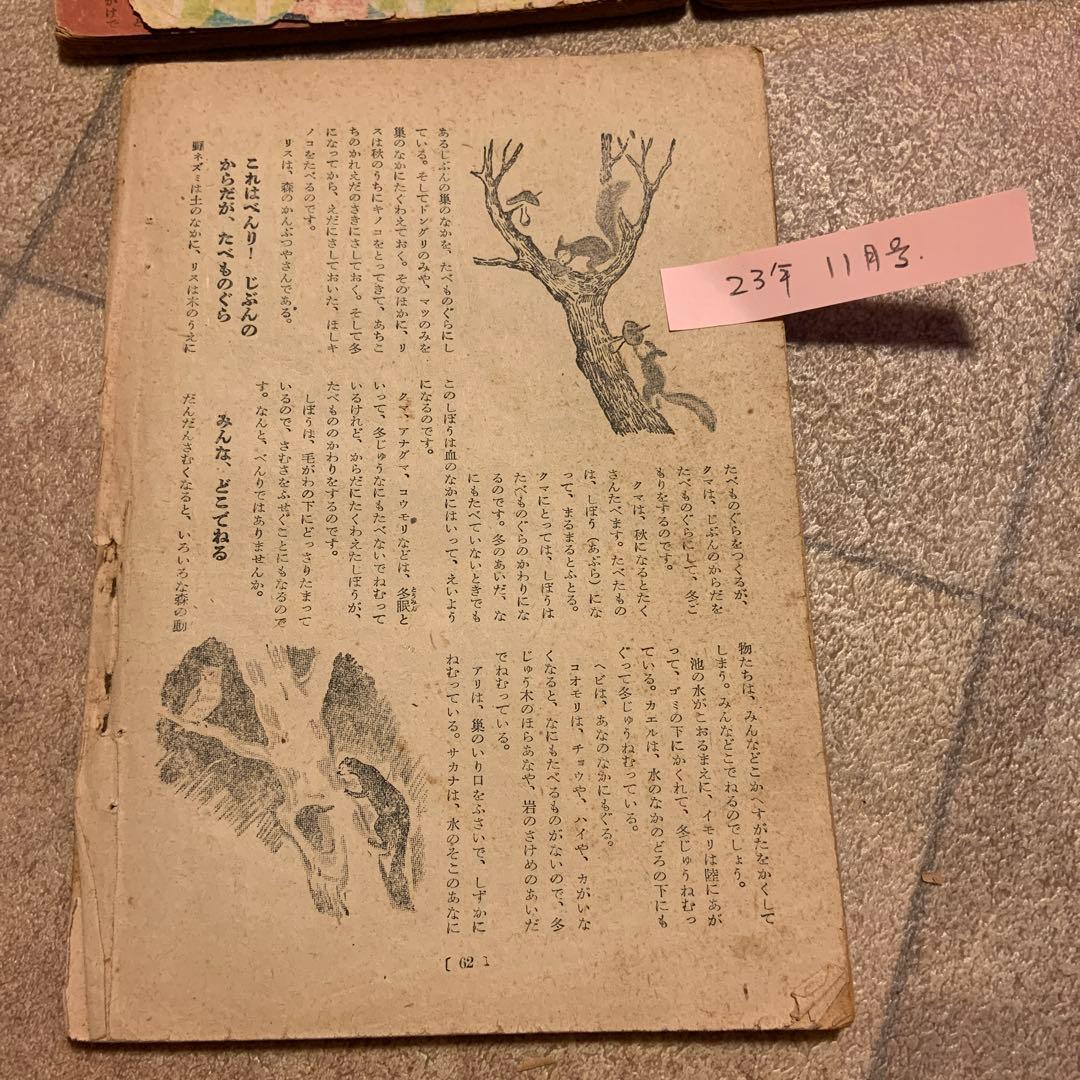 かけで
23年 11月号.
あるじぶんの巣のなかを、たべものぐらにし
ている。そしてドングリのみや、マツのみを
巣のなかにたくわえておく。そのほかに、リ
スは秋のうちにキノコをとってきて、あちこ
ちのかれえだのさきにさしておく。そして冬
になってから、えだにさしておいた、ほしキ
ノコをたべるのです。
リスは、森のかんぶつやさんである。
これはべんり! じぶんの
からだが、たべものぐら
野ネズミは土のなかに、リスは木のうえに
たべものぐらをつくるが、
クマは、じぶんのからだを
たべものぐらにして、冬ご
もりをするのです。
クマは、秋になるとたく
さんたべます。たべたもの
は、しぼう(あぶら)にな
って、まるまるとふとる。
クマにとっては、しぼうは
たべものぐらのかわりにな
るのです。冬のあいだ、な
にもたべていないときでも
このしぼうは血のなかにはいって、えいよう
になるのです。
クマ、アナグマ、コウモリなどは、冬眠と
とうみん
いって、冬じゅうなにもたべないでねむって
いるけれど、からだにたくわえたしぼうが、
たべもののかわりをするのです。
しぼうは、毛がわの下にどっさりたまって
いるので、さむさをふせぐことにもなるので
す。なんと、べんりではありませんか。
みんな、どこでねる
だんだんさむくなると、いろいろな森の動
物たちは、みんなどこかへすがたをかくして
しまう。みんなどこでねるのでしょう。
池の水がこおるまえに、イモリは陸にあが
って、ゴミの下にかくれて、冬じゅうねむっ
ている。カエルは、水のなかのどろの下にも
ぐって冬じゅうねむっている。
ヘビは、あなのなかにもぐる。
コオモリは、チョウや、ハイや、カがいな
くなると、なにもたべるものがないので、冬
じゅう木のほらあなや、岩のさけめのあいだ
でねむっている。
アリは、巣のいり口をふさいで、しずかに
ねむっている。サカナは、水のそこのあなに
[ 62 ]